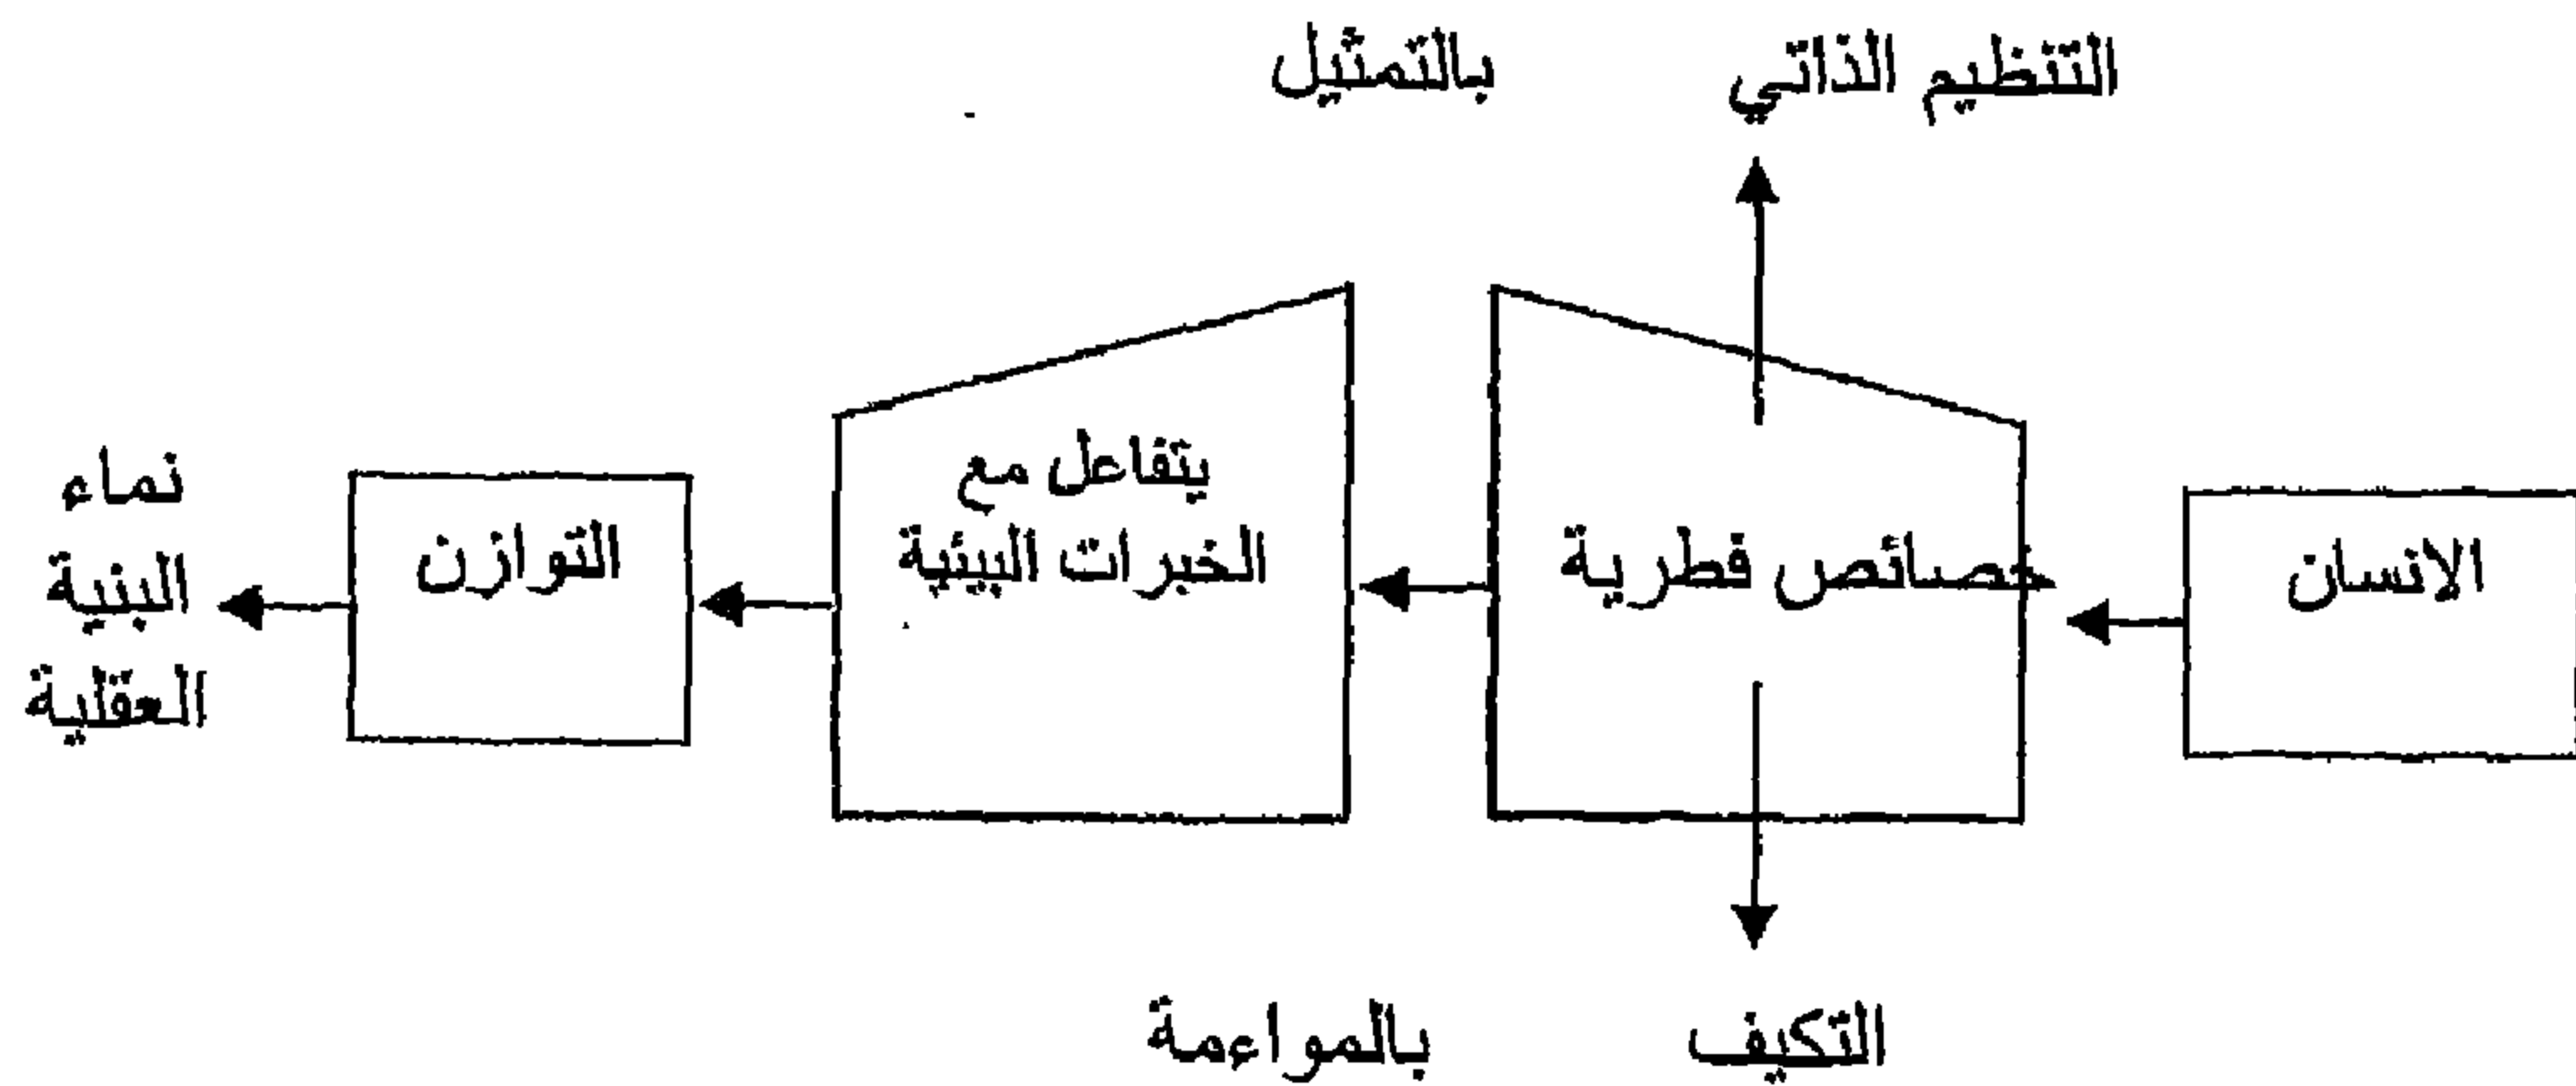 التنظيم الذاتي
بالتمثيل
الانسان
خصائص فطرية
يتفاعل مع
الخبرات البيئية
التوازن
نماء
البنية
العقلية
التكيف
بالمواءمة